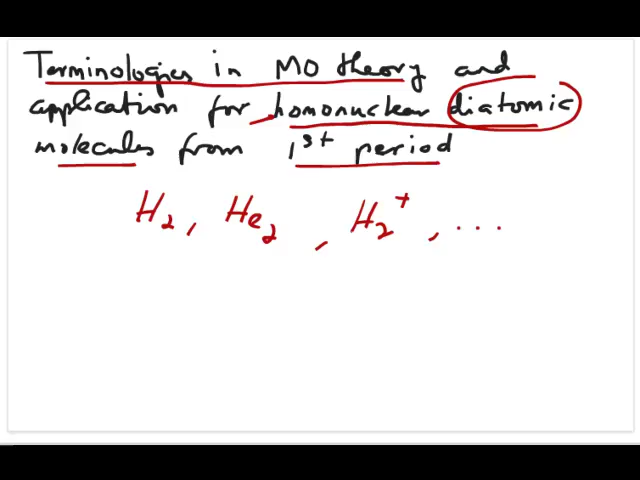 Terminologies in MO theory and
application for homonuclear diatomic
molecules from 1st period
H₂, He₂, H₂⁺, ...